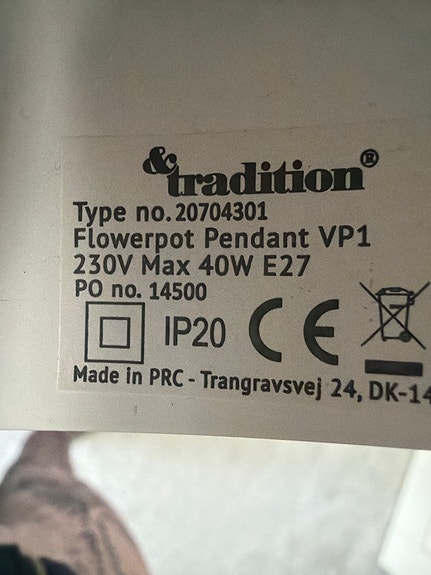 &tradition®
Type no. 20704301
Flowerpot Pendant VP1
230V Max 40W E27
PO no. 14500
IP20 CE
Made in PRC - Trangravsvej 24, DK-14